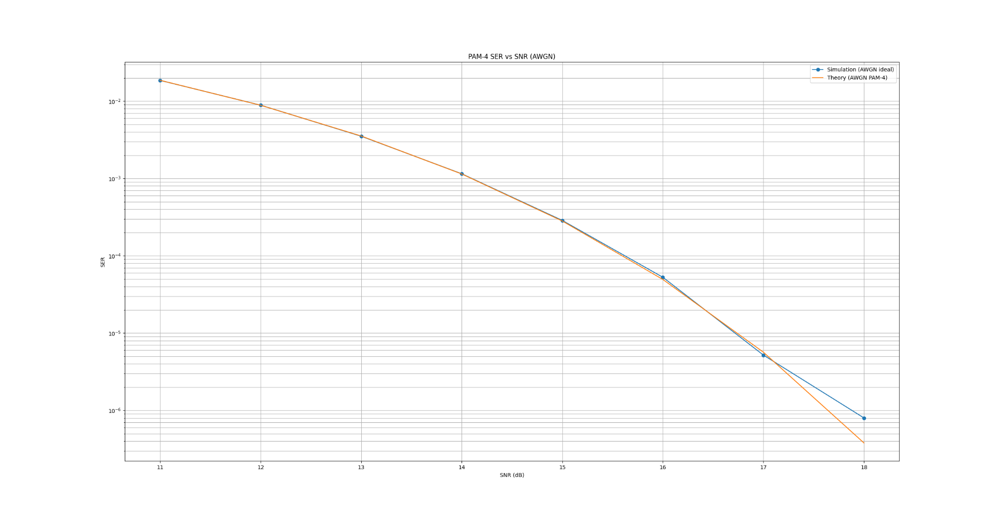 PAM-4 SER vs SNR (AWGN)
Simulation (AWGN ideal)
Theory (AWGN PAM-4)
SER
10⁻²
10⁻³
10⁻⁴
10⁻⁵
10⁻⁶
11 12 13 14 15 16 17 18
SNR (dB)